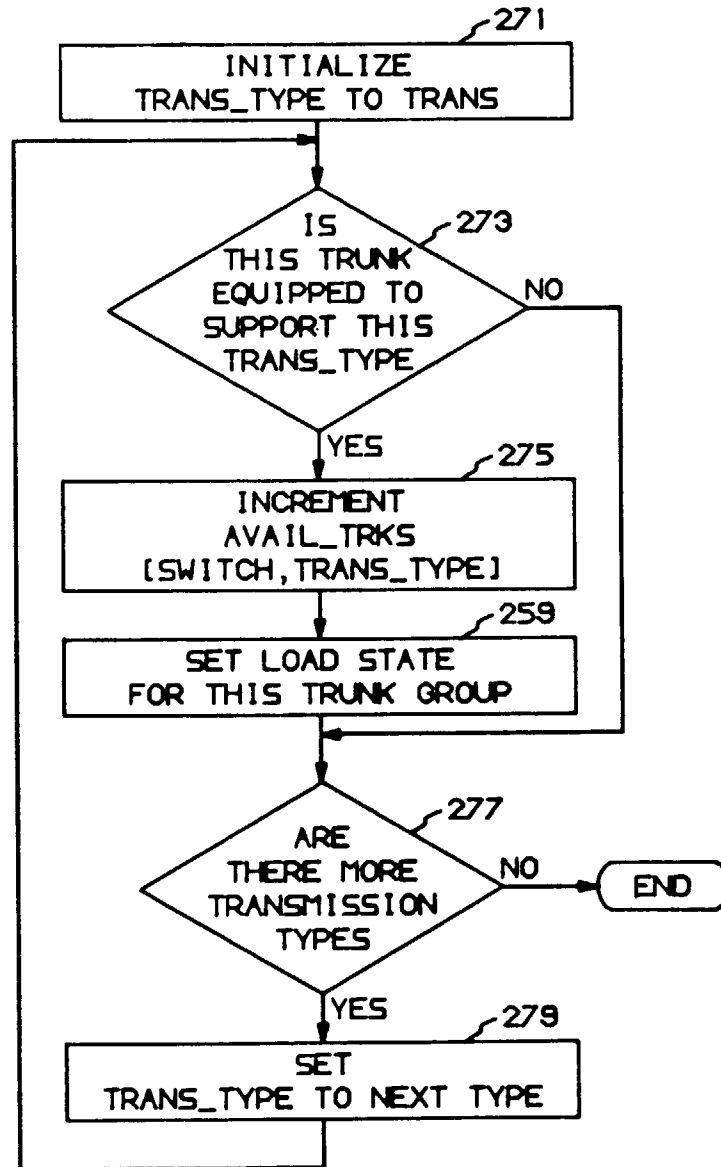 271
INITIALIZE
TRANS_TYPE TO TRANS
273
IS
THIS TRUNK
EQUIPPED TO
SUPPORT THIS
TRANS_TYPE
NO
YES
275
INCREMENT
AVAIL_TRKS
[SWITCH,TRANS_TYPE]
259
SET LOAD STATE
FOR THIS TRUNK GROUP
277
ARE
THERE MORE
TRANSMISSION
TYPES
NO
END
YES
279
SET
TRANS_TYPE TO NEXT TYPE